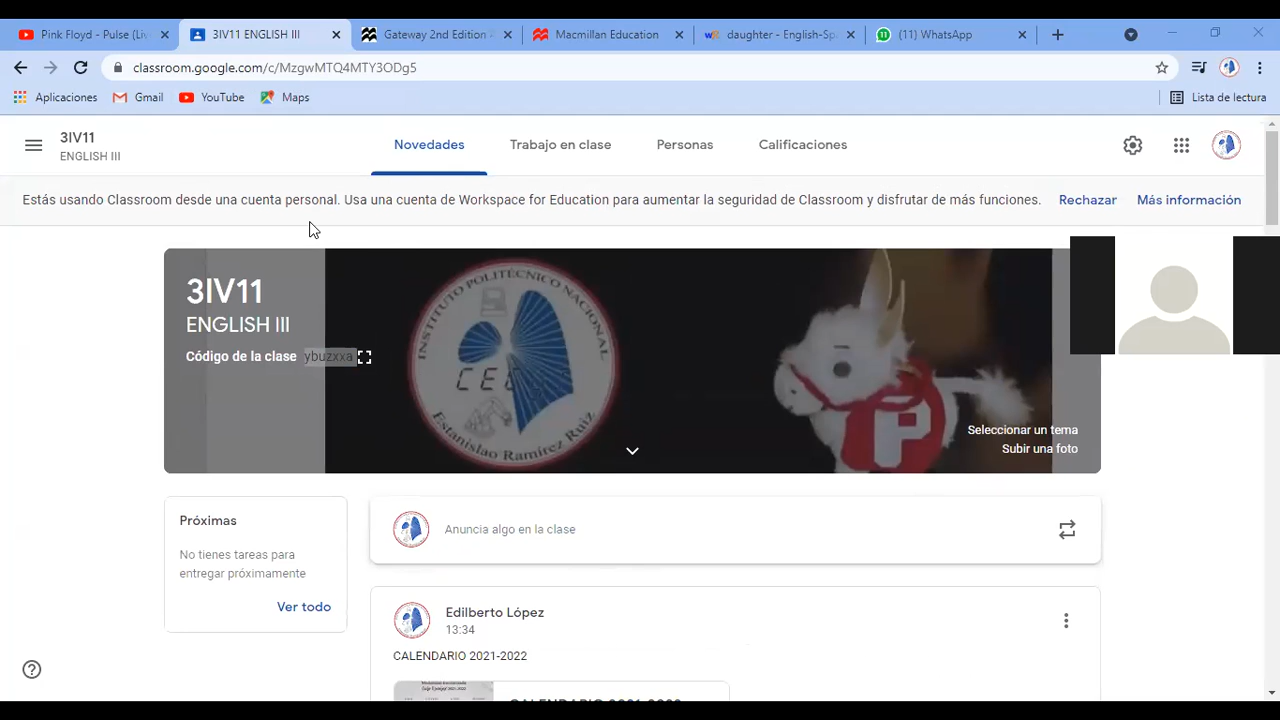 Pink Floyd - Pulse (Liv
3IV11 ENGLISH III
Gateway 2nd Edition
Macmillan Education
daughter - English-Sp
(11) WhatsApp
classroom.google.com/c/MzgwMTQ4MTY3ODg5
Aplicaciones
Gmail
YouTube
Maps
Lista de lectura
3IV11
ENGLISH III
Novedades
Trabajo en clase
Personas
Calificaciones
Estás usando Classroom desde una cuenta personal. Usa una cuenta de Workspace for Education para aumentar la seguridad de Classroom y disfrutar de más funciones.
Rechazar
Más información
3IV11
ENGLISH III
Código de la clase ybuzxxa
INSTITUTO POLITÉCNICO NACIONAL
Estanislao Ramírez Ruiz
P
Seleccionar un tema
Subir una foto
Próximas
No tienes tareas para
entregar próximamente
Ver todo
Anuncia algo en la clase
Edilberto López
13:34
CALENDARIO 2021-2022
CALENDARIO 2021-2022